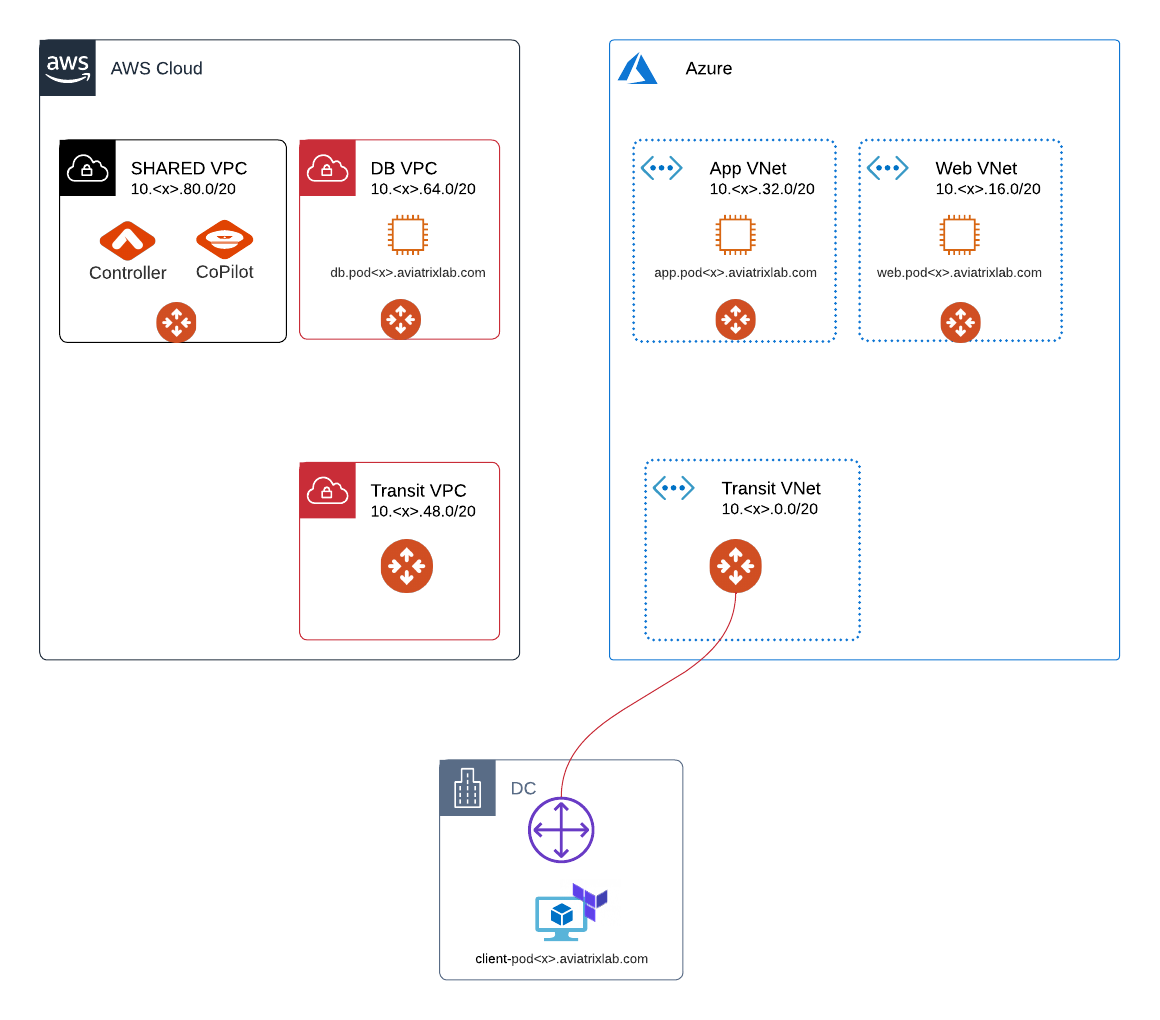 aws
AWS Cloud
SHARED VPC
10.<x>.80.0/20
Controller
CoPilot
DB VPC
10.<x>.64.0/20
db.pod<x>.aviatrixlab.com
Transit VPC
10.<x>.48.0/20
Azure
App VNet
10.<x>.32.0/20
app.pod<x>.aviatrixlab.com
Web VNet
10.<x>.16.0/20
web.pod<x>.aviatrixlab.com
Transit VNet
10.<x>.0.0/20
DC
client-pod<x>.aviatrixlab.com